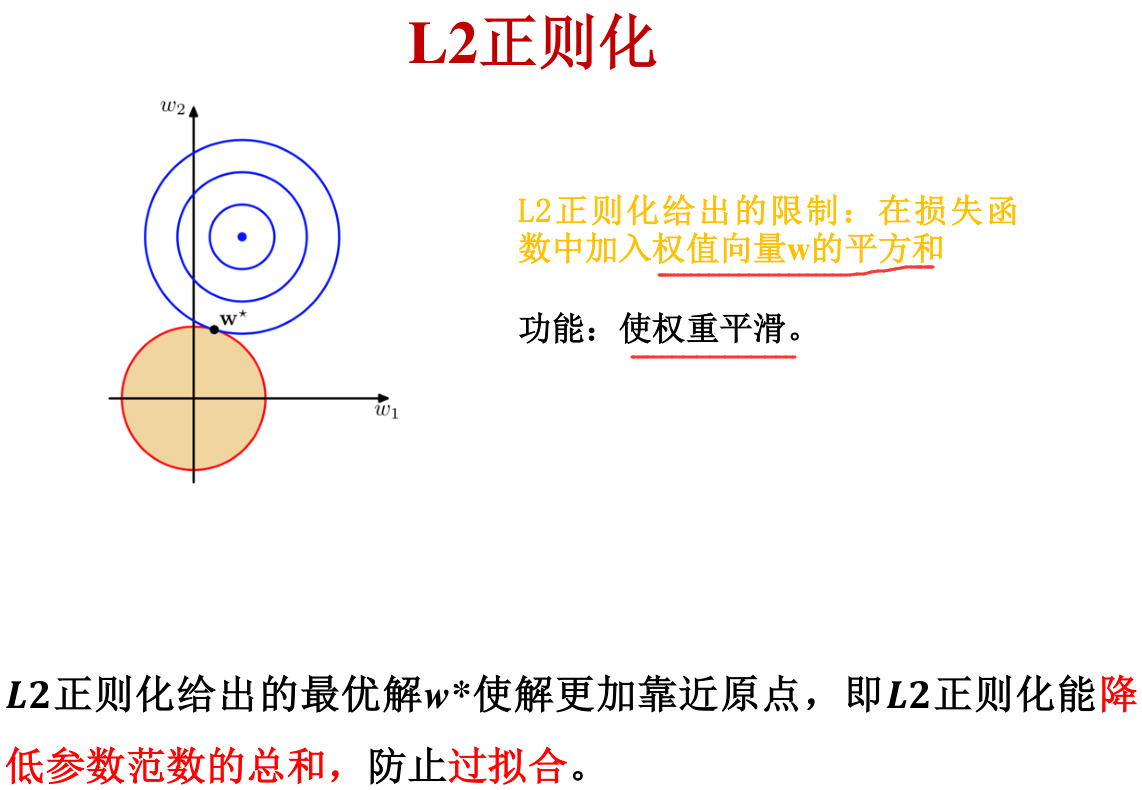 L2正则化
w₂
L2正则化给出的限制：在损失函
数中加入权值向量w的平方和
w*
功能：使权重平滑。
w₁
L2正则化给出的最优解w*使解更加靠近原点，即L2正则化能降
低参数范数的总和，防止过拟合。